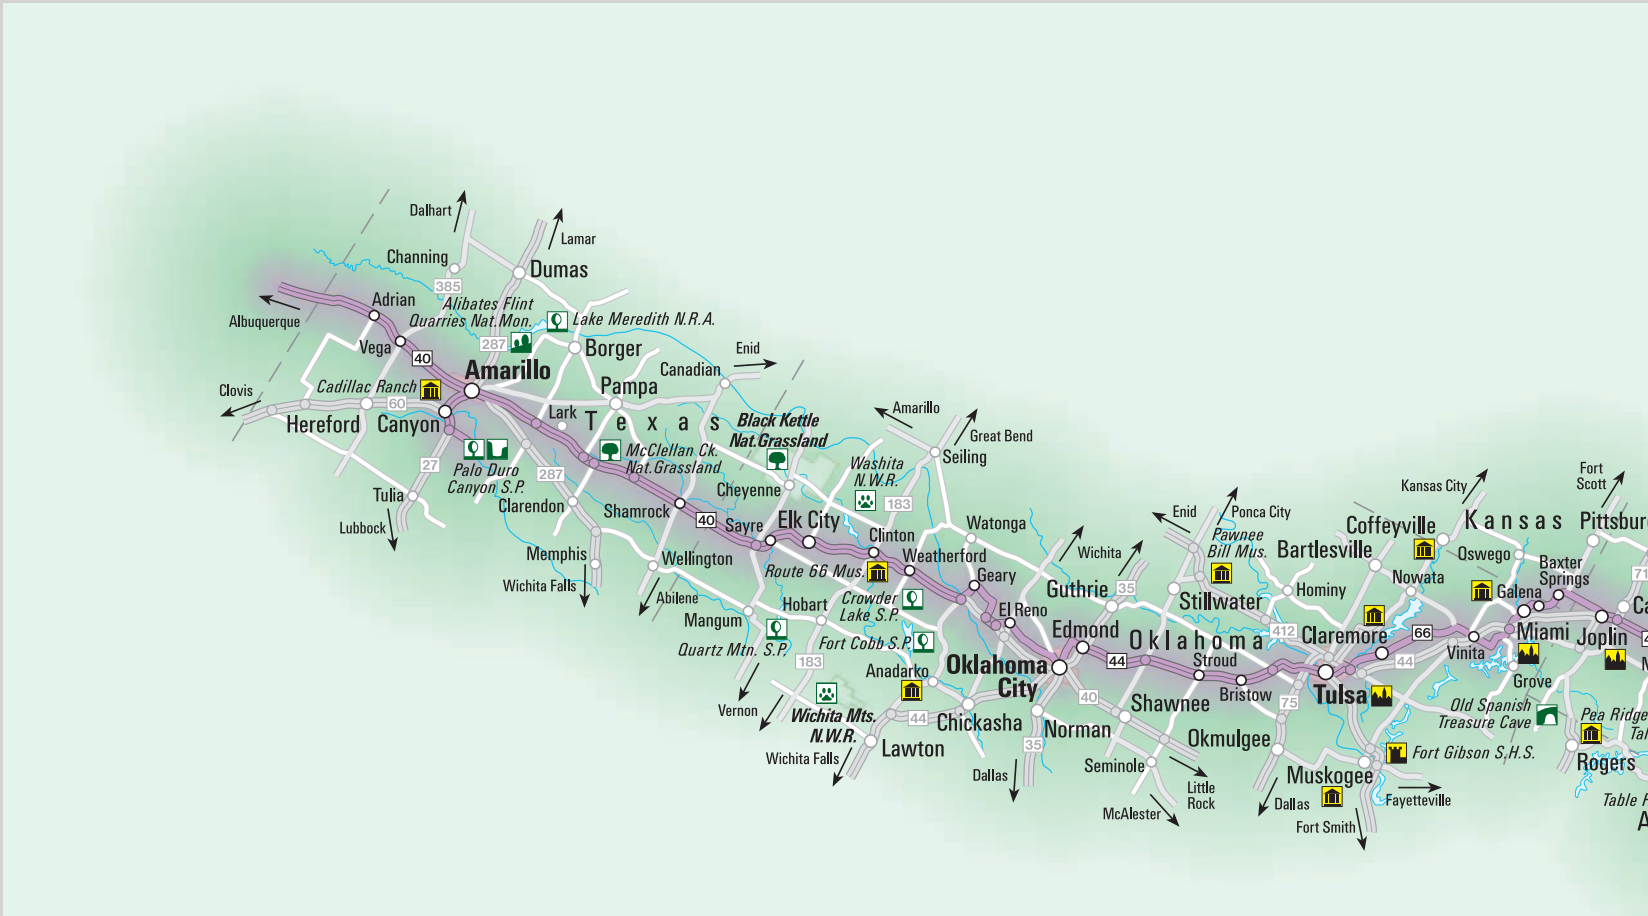 Dalhart
Lamar
Channing
Dumas
385
Adrian
Alibates Flint
Quarries Nat.Mon.
Lake Meredith N.R.A.
Albuquerque
Vega
40
287
Borger
Enid
Canadian
Amarillo
Clovis
Cadillac Ranch
60
Pampa
Hereford
Canyon
Lark
Texas
Black Kettle
Nat.Grassland
Amarillo
Great Bend
Seiling
27
Palo Duro
Canyon S.P.
287
McClellan Ck.
Nat.Grassland
Washita
N.W.R.
Cheyenne
183
Tulia
Clarendon
Shamrock
40
Sayre
Elk City
Clinton
Watonga
Lubbock
Memphis
Wichita Falls
Wellington
Route 66 Mus.
Weatherford
Geary
Wichita
Abilene
Mangum
Hobart
Crowder
Lake S.P.
El Reno
Guthrie
35
Quartz Mtn. S.P.
Fort Cobb S.P.
Edmond
183
Anadarko
Oklahoma
City
44
Oklahoma
Stroud
Bristow
Vernon
Wichita Mts.
N.W.R.
44
Chickasha
40
Shawnee
Norman
Wichita Falls
Lawton
35
Dallas
Seminole
Little
Rock
McAlester
Enid
Ponca City
Pawnee
Bill Mus.
Stillwater
412
Hominy
Bartlesville
Coffeyville
Kansas City
Kansas
Fort
Scott
Pittsbur
Oswego
Nowata
Baxter
Springs
Galena
71
Ca
Claremore
66
44
Vinita
Miami
Joplin
4
Tulsa
75
Grove
Old Spanish
Treasure Cave
Pea Ridge
Tal
Okmulgee
Muskogee
Fort Gibson S.H.S.
Rogers
Dallas
Fort Smith
Fayetteville
Table R
A